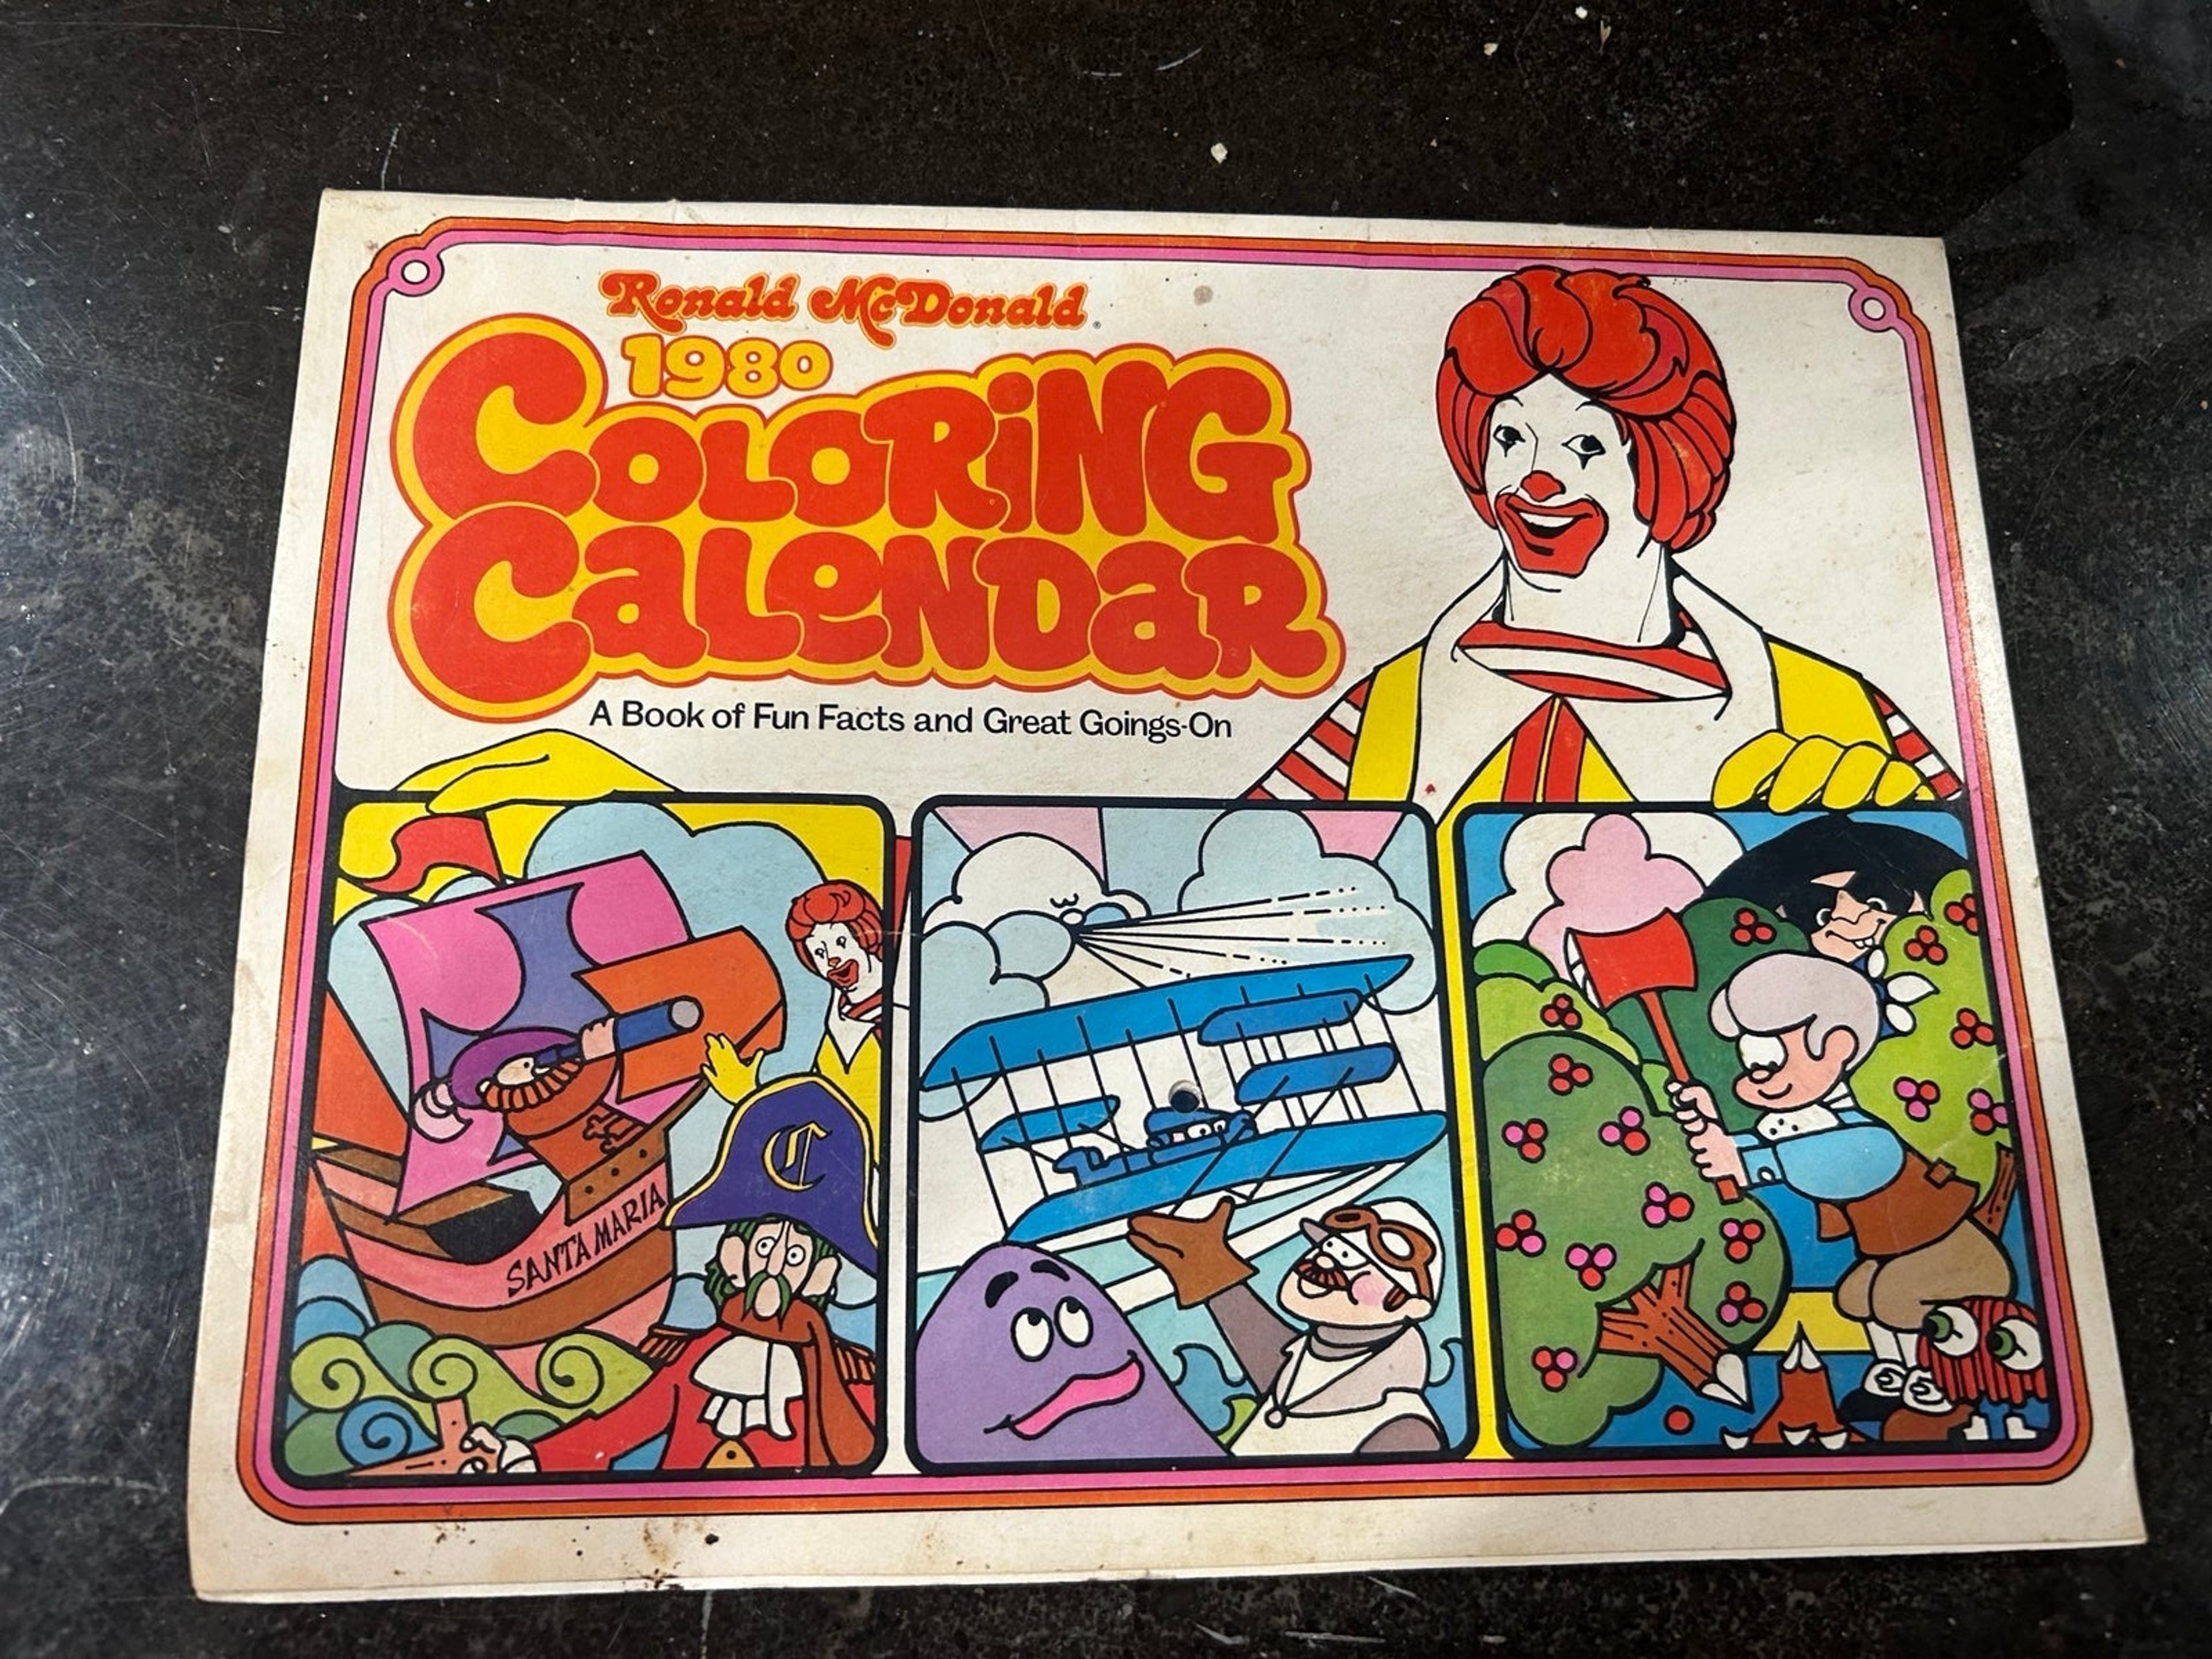 Ronald McDonald®
1980
COLORiNG
CaLeNDaR
A Book of Fun Facts and Great Goings-On
C
SANTA MARIA